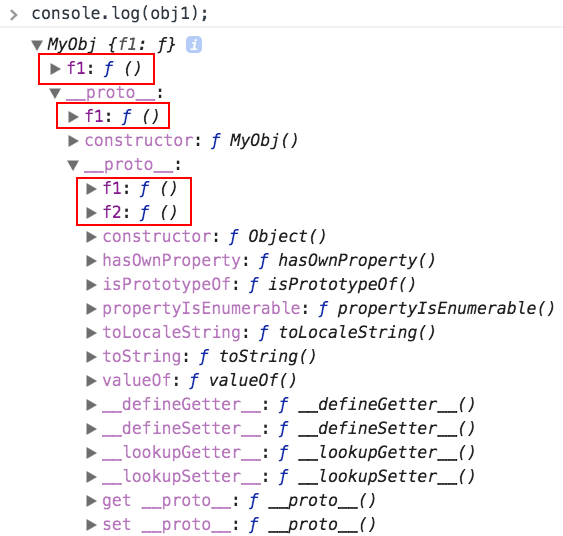 > console.log(obj1);
▼MyObj {f1: ƒ} i
▶f1: ƒ ()
▼__proto__:
▶f1: ƒ ()
▶constructor: ƒ MyObj()
▼__proto__:
▶f1: ƒ ()
▶f2: ƒ ()
▶constructor: ƒ Object()
▶hasOwnProperty: ƒ hasOwnProperty()
▶isPrototypeOf: ƒ isPrototypeOf()
▶propertyIsEnumerable: ƒ propertyIsEnumerable()
▶toLocaleString: ƒ toLocaleString()
▶toString: ƒ toString()
▶valueOf: ƒ valueOf()
▶__defineGetter__: ƒ __defineGetter__()
▶__defineSetter__: ƒ __defineSetter__()
▶__lookupGetter__: ƒ __lookupGetter__()
▶__lookupSetter__: ƒ __lookupSetter__()
▶get __proto__: ƒ __proto__()
▶set __proto__: ƒ __proto__()